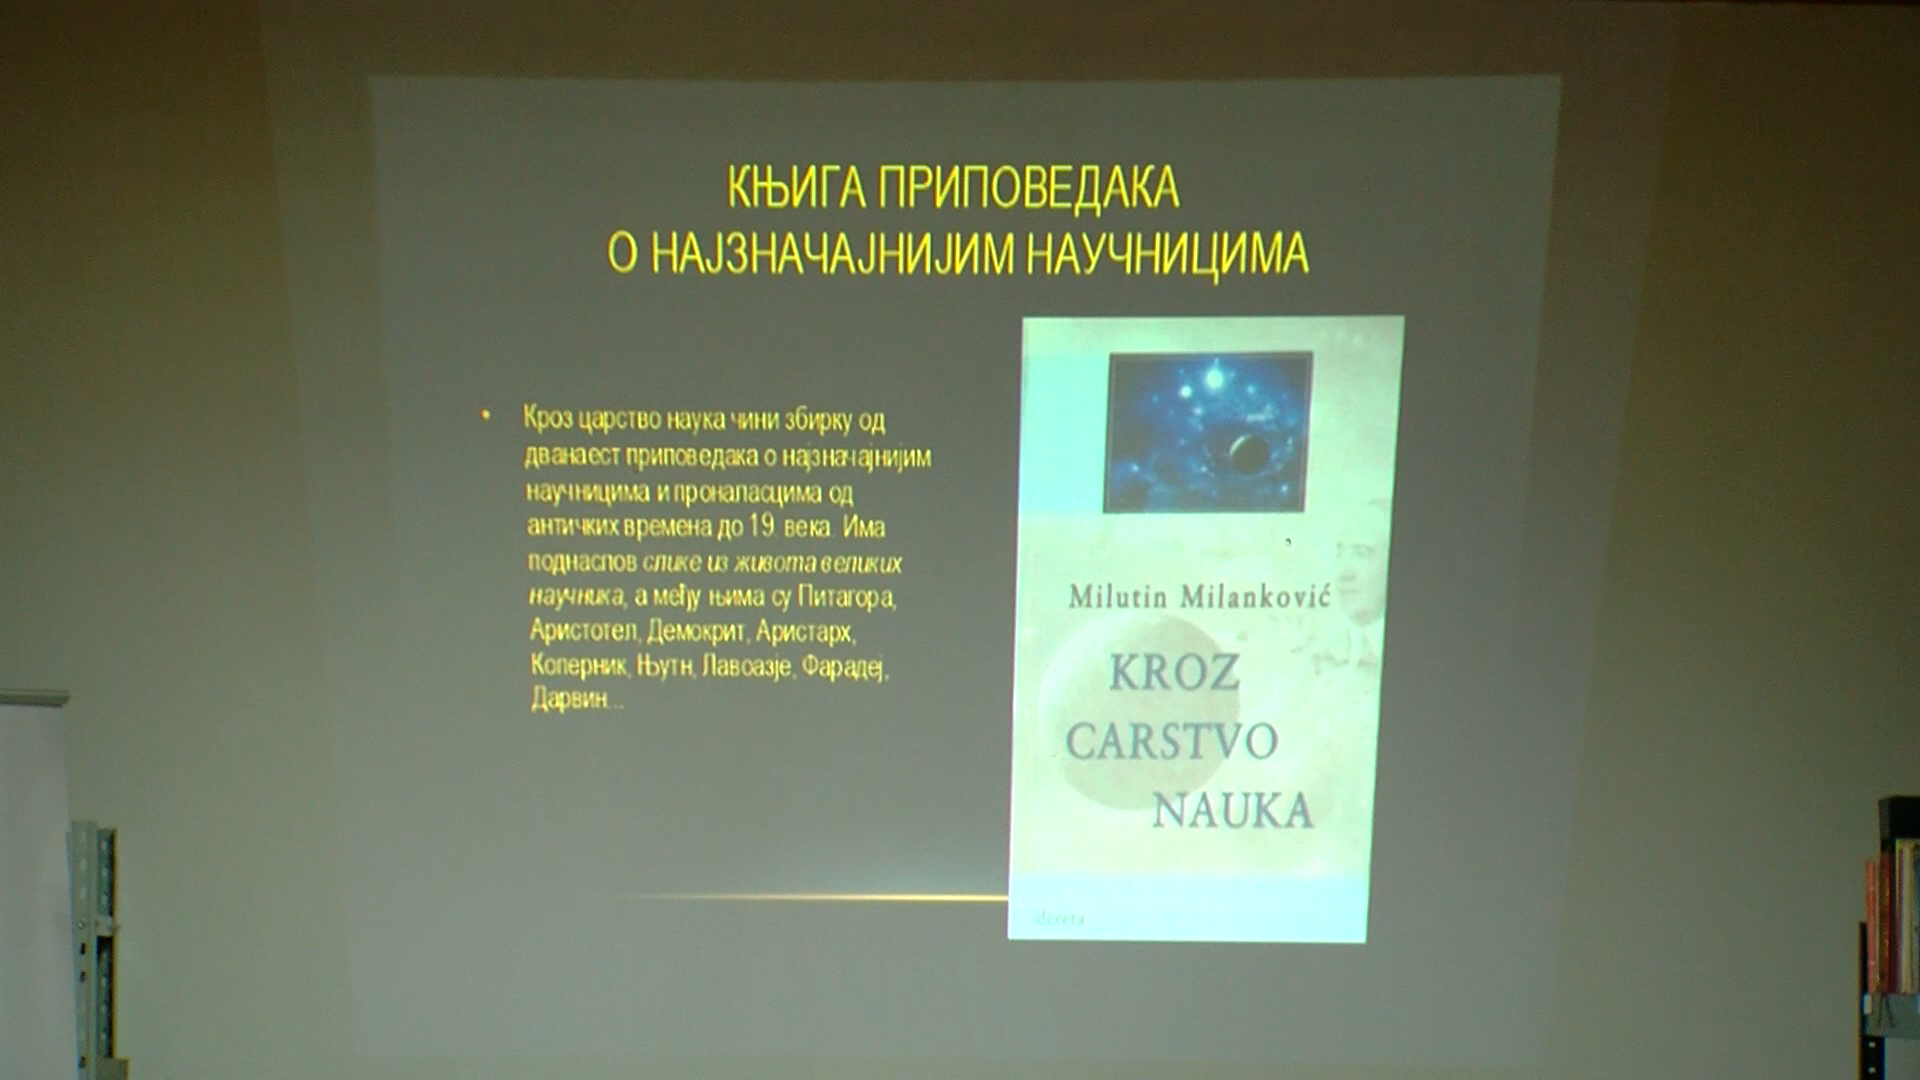 КЊИГА ПРИПОВЕДАКА
О НАЈЗНАЧАЈНИЈИМ НАУЧНИЦИМА
• Кроз царство наука чини збирку од
дванаест приповедака о најзначајнијим
научницима и проналасцима од
античких времена до 19. века. Има
поднаслов слике из живота великих
научника, а међу њима су Питагора,
Аристотел, Демокрит, Аристарх,
Коперник, Њутн, Лавоазје, Фарадеј,
Дарвин...
Milutin Milanković
KROZ
CARSTVO
NAUKA
dereta